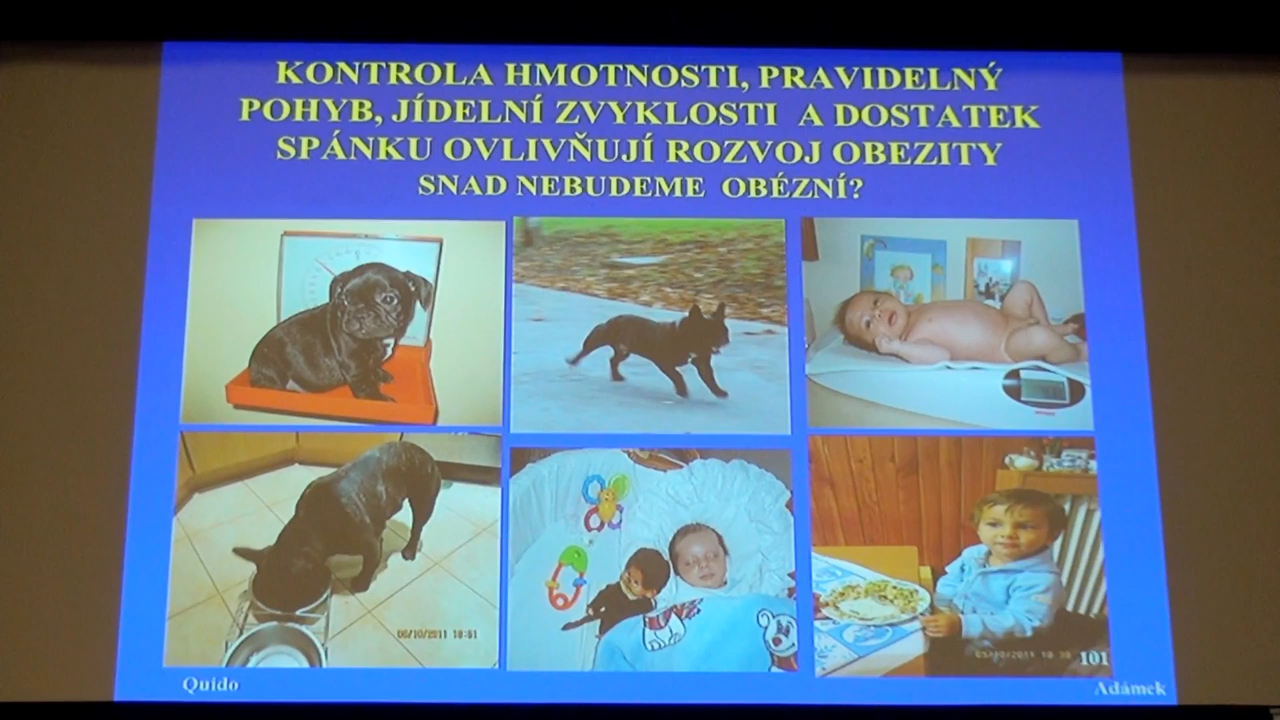 KONTROLA HMOTNOSTI, PRAVIDELNÝ
POHYB, JÍDELNÍ ZVYKLOSTI A DOSTATEK
SPÁNKU OVLIVŇUJÍ ROZVOJ OBEZITY
SNAD NEBUDEME OBÉZNÍ?
101
Quido
Adámek